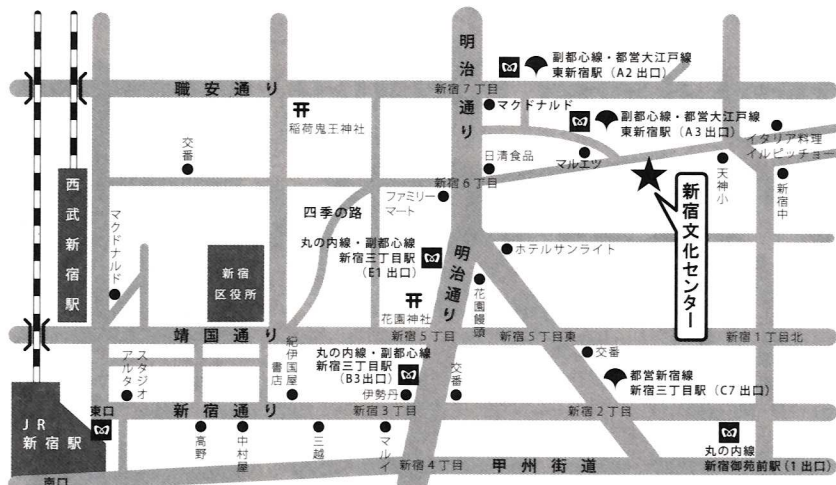 明治通り
副都心線・都営大江戸線
東新宿駅（A2出口）
職安通り
新宿7丁目
マクドナルド
稲荷鬼王神社
副都心線・都営大江戸線
東新宿駅（A3出口）
イタリア料理
イルピッチョーネ
交番
日清食品
マルエツ
天神小
新宿中
新宿6丁目
ファミリー
マート
四季の路
西武新宿駅
マクドナルド
新宿
区役所
丸の内線・副都心線
新宿三丁目駅
（E1出口）
明治通り
ホテルサンライト
新宿文化センター
花園神社
花園饅頭
靖国通り
新宿5丁目
新宿5丁目東
新宿1丁目北
スタジオ
アルタ
紀伊國屋
書店
丸の内線・副都心線
新宿三丁目駅
（B3出口）
伊勢丹
交番
交番
都営新宿線
新宿三丁目駅（C7出口）
JR
新宿駅
東口
新宿通り
新宿3丁目
新宿2丁目
高野
中村屋
三越
マルイ
丸の内線
新宿御苑前駅（1出口）
新宿4丁目
甲州街道
南口